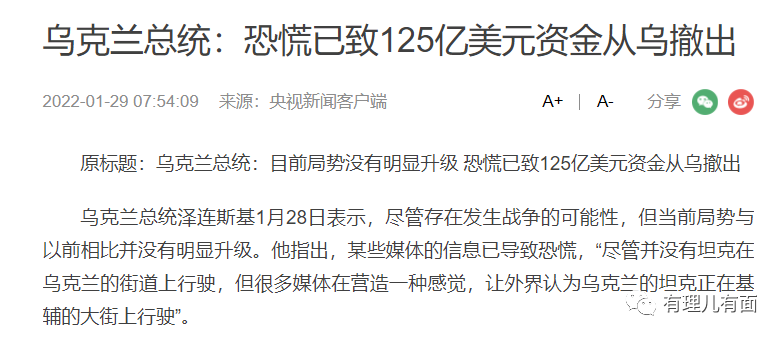 乌克兰总统：恐慌已致125亿美元资金从乌撤出
2022-01-29 07:54:09 来源：央视新闻客户端 A+ | A- 分享
原标题：乌克兰总统：目前局势没有明显升级 恐慌已致125亿美元资金从乌撤出
乌克兰总统泽连斯基1月28日表示，尽管存在发生战争的可能性，但当前局势与
以前相比并没有明显升级。他指出，某些媒体的信息已导致恐慌，“尽管并没有坦克在
乌克兰的街道上行驶，但很多媒体在营造一种感觉，让外界认为乌克兰的坦克正在基
辅的大街上行驶”。
有理儿有面